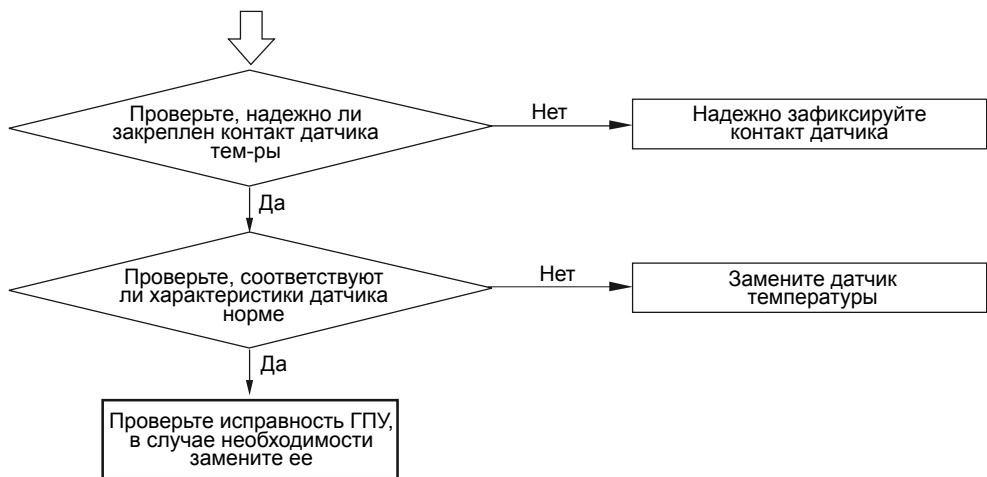 Проверьте, надежно ли
закреплен контакт датчика
тем-ры
Нет
Надежно зафиксируйте
контакт датчика
Да
Проверьте, соответствуют
ли характеристики датчика
норме
Нет
Замените датчик
температуры
Да
Проверьте исправность ГПУ,
в случае необходимости
замените ее